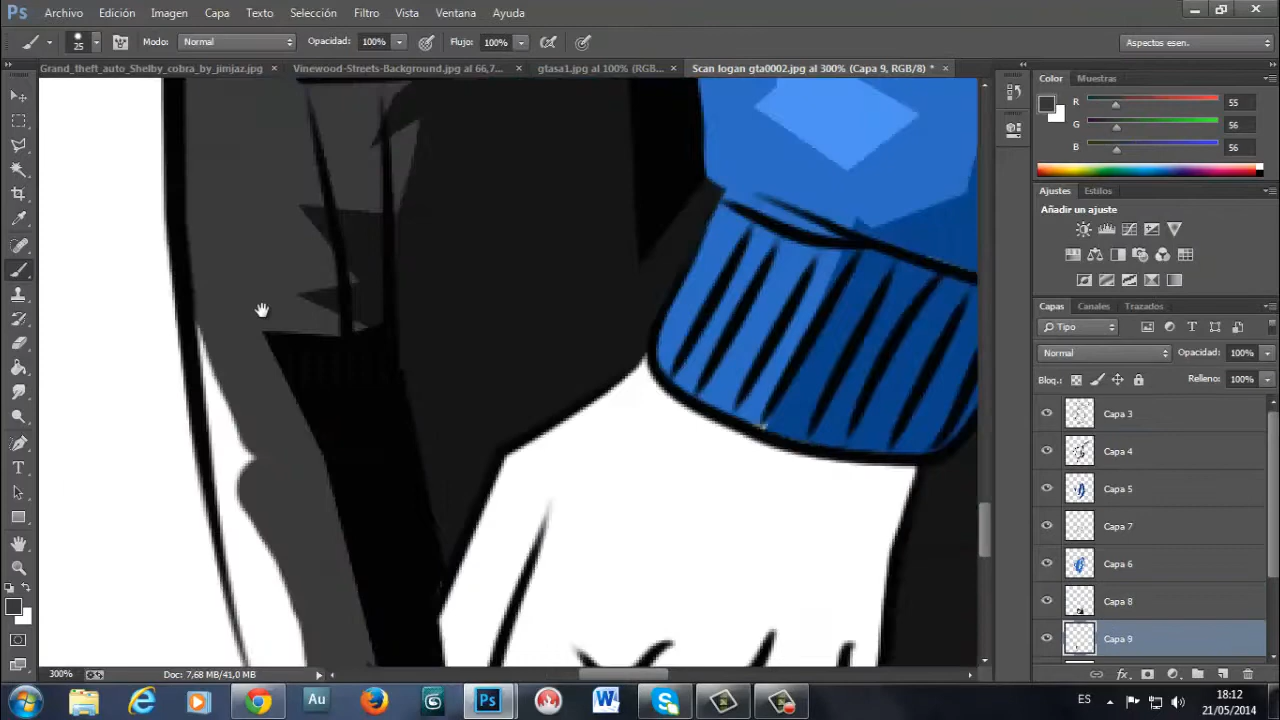 Ps Archivo Edición Imagen Capa Texto Selección Filtro Vista Ventana Ayuda
25 Modo: Normal Opacidad: 100% Flujo: 100% Aspectos esen.
Grand_theft_auto_Shelby_cobra_by_jimjaz.jpg × Vinewood-Streets-Background.jpg al 66,7... × gtasa1.jpg al 100% (RGB... × Scan logan gta0002.jpg al 300% (Capa 9, RGB/8) * ×
Color Muestras
R 55
G 56
B 56
Ajustes Estilos
Añadir un ajuste
Capas Canales Trazados
Tipo
Normal Opacidad: 100%
Bloq.: Relleno: 100%
Capa 3
Capa 4
Capa 5
Capa 7
Capa 6
Capa 8
Capa 9
300% Doc: 7,68 MB/41,0 MB
Au Ps W S ES 18:12
21/05/2014